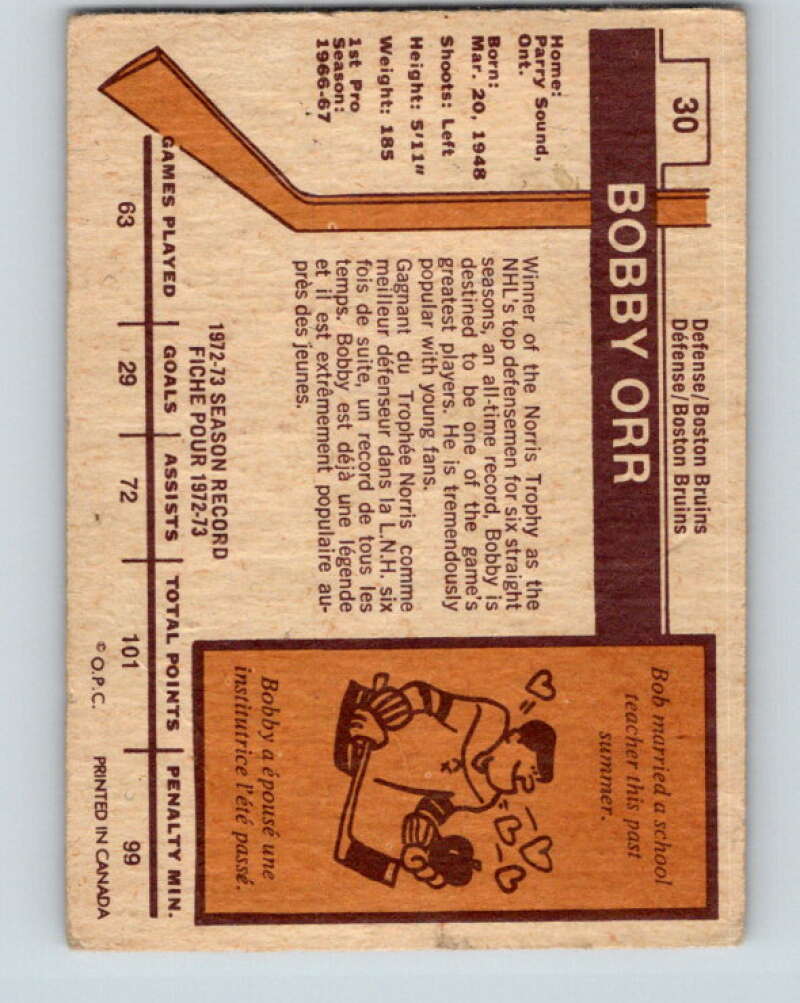 30
Defense/Boston Bruins
Défense/Boston Bruins
BOBBY ORR
Home:
Parry Sound,
Ont.
Born:
Mar. 20, 1948
Shoots: Left
Height: 5'11"
Weight: 185
1st Pro
Season:
1966-67
Winner of the Norris Trophy as the
NHL's top defensemen for six straight
seasons, an all-time record, Bobby is
destined to be one of the game's
greatest players. He is tremendously
popular with young fans.
Gagnant du Trophée Norris comme
meilleur défenseur dans la L.N.H. six
fois de suite, un record de tous les
temps. Bobby est déjà une légende
et il est extrêmement populaire au-
près des jeunes.
Bob married a school
teacher this past
summer.
Bobby a épousé une
institutrice l'été passé.
1972-73 SEASON RECORD
FICHE POUR 1972-73
GAMES PLAYED GOALS ASSISTS TOTAL POINTS PENALTY MIN.
63 29 72 101 99
© O.P.C. PRINTED IN CANADA